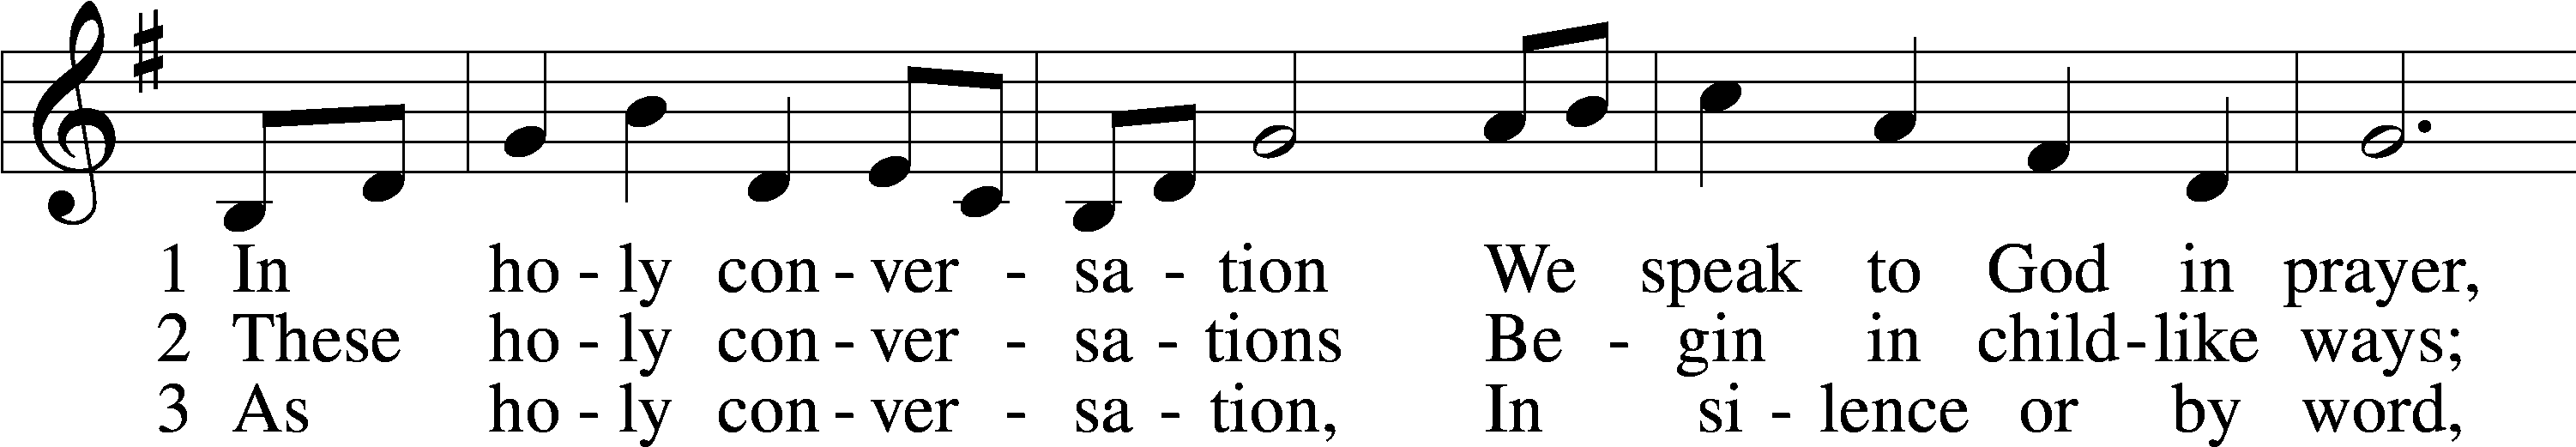 1 In ho - ly con - ver - sa - tion We speak to God in prayer,
2 These ho - ly con - ver - sa - tions Be - gin in child - like ways;
3 As ho - ly con - ver - sa - tion, In si - lence or by word,